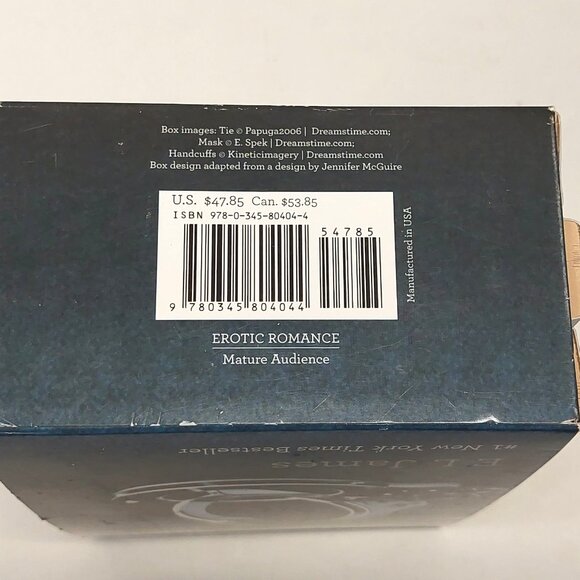 Box images: Tie © Papuga2006 | Dreamstime.com;
Mask © E. Spek | Dreamstime.com;
Handcuffs © Kineticimagery | Dreamstime.com
Box design adapted from a design by Jennifer McGuire
U.S. $47.85 Can. $53.85
ISBN 978-0-345-80404-4
54785
9 780345 804044
Manufactured in USA
EROTIC ROMANCE
Mature Audience
#1 New York Times Bestseller
E L James